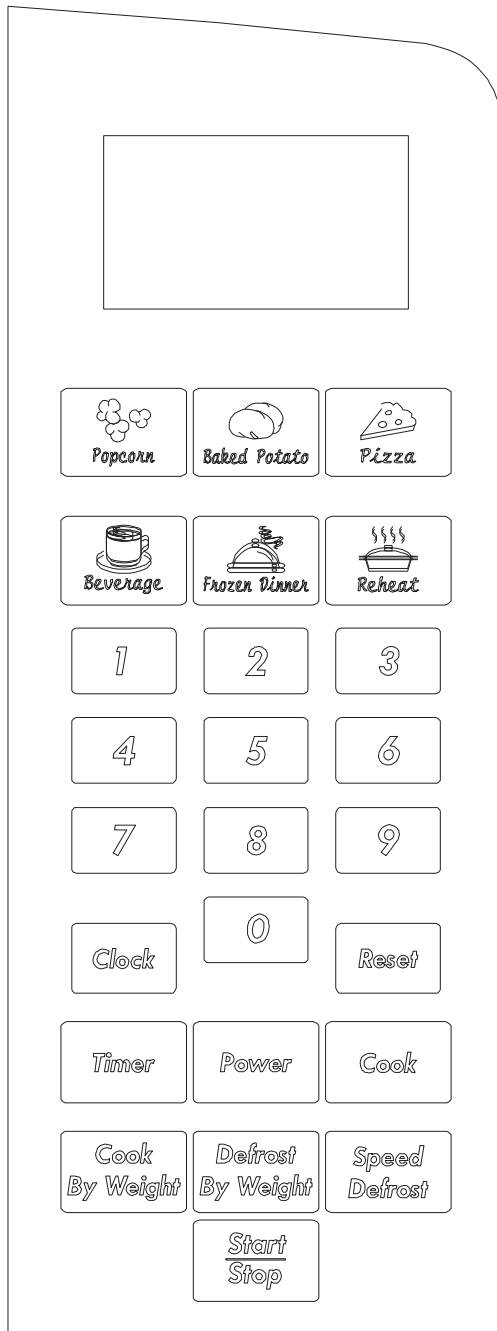 Popcorn Baked Potato Pizza
Beverage Frozen Dinner Reheat
1 2 3
4 5 6
7 8 9
0
Clock Reset
Timer Power Cook
Cook
By Weight
Defrost
By Weight
Speed
Defrost
Start
Stop